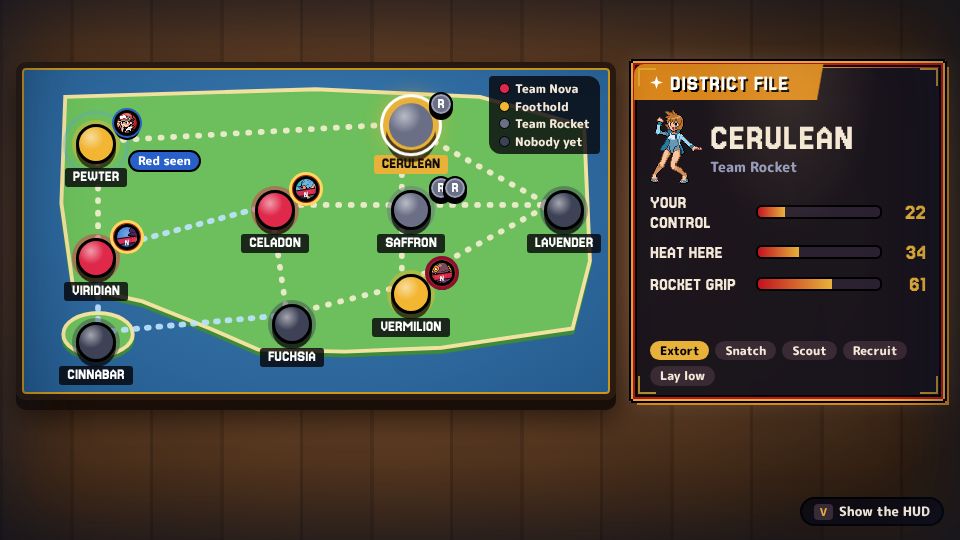 Team Nova
Foothold
Team Rocket
Nobody yet
R
CERULEAN
PEWTER
Red seen
R R
N
CELADON
SAFFRON
LAVENDER
N
VIRIDIAN
N
VERMILION
FUCHSIA
CINNABAR
DISTRICT FILE
CERULEAN
Team Rocket
YOUR
CONTROL
22
HEAT HERE
34
ROCKET GRIP
61
Extort
Snatch
Scout
Recruit
Lay low
V Show the HUD